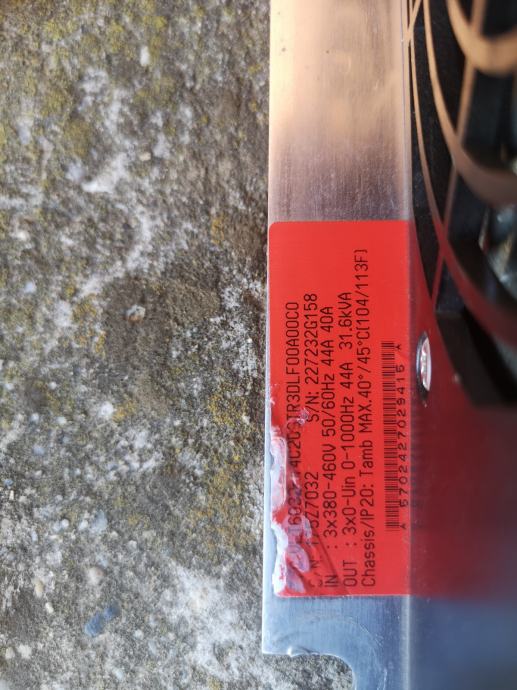 S/N: 227232G158
IN : 3x380-460V 50/60Hz 44A 40A
OUT : 3x0-Uin 0-1000Hz 44A 31.6kVA
Chassis/IP20: Tamb MAX.40°/45°C(104/113F)
A 5702427029415 A